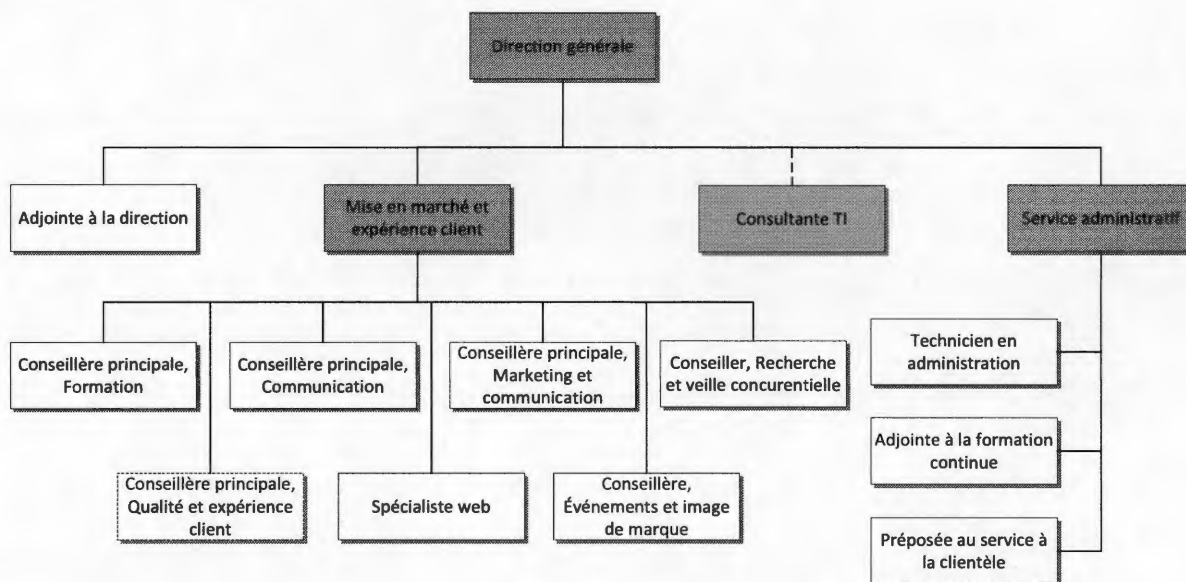 Direction générale
Adjointe à la direction
Mise en marché et
expérience client
Consultante TI
Service administratif
Conseillère principale,
Formation
Conseillère principale,
Communication
Conseillère principale,
Marketing et
communication
Conseiller, Recherche
et veille concurentielle
Conseillère principale,
Qualité et expérience
client
Spécialiste web
Conseillère,
Événements et image
de marque
Technicien en
administration
Adjointe à la formation
continue
Préposée au service à
la clientèle